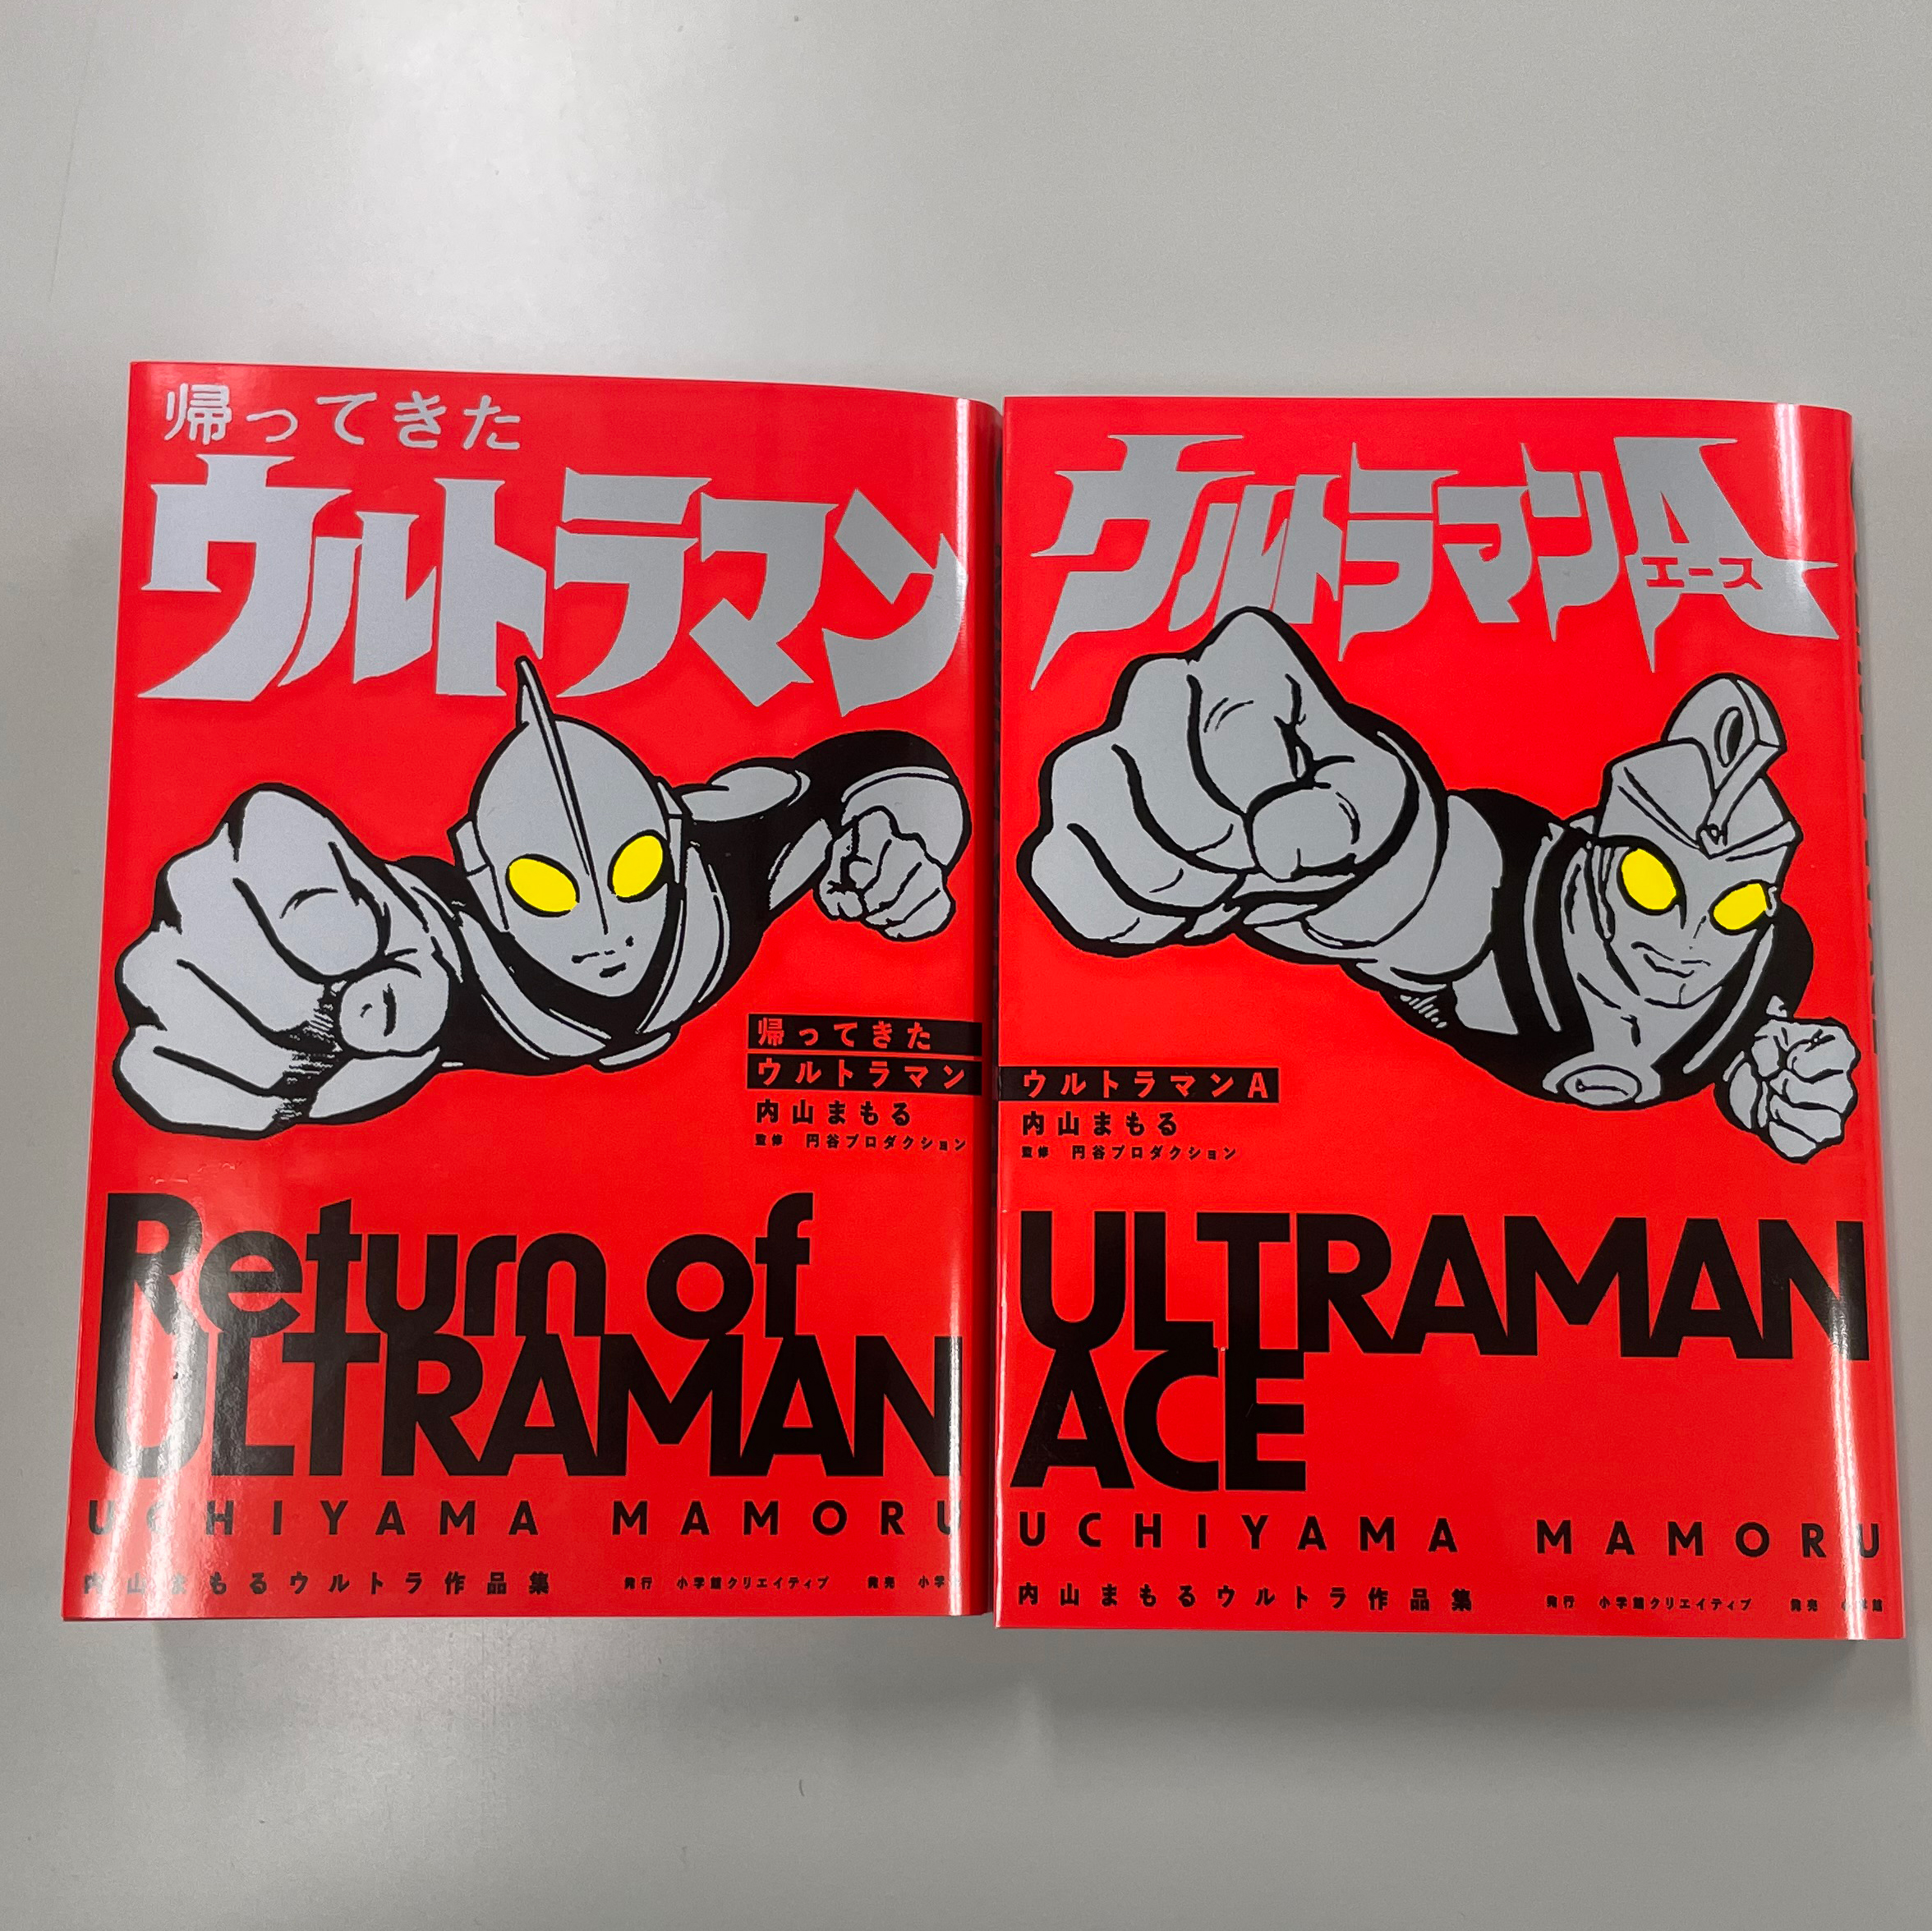 帰ってきた
ウルトラマン
帰ってきた
ウルトラマン
内山まもる
監修 円谷プロダクション
Return of
ULTRAMAN
UCHIYAMA MAMORU
内山まもるウルトラ作品集 発行 小学館クリエイティブ 発売 小学
ウルトラマンA
エース
ウルトラマンA
内山まもる
監修 円谷プロダクション
ULTRAMAN
ACE
UCHIYAMA MAMORU
内山まもるウルトラ作品集 発行 小学館クリエイティブ 発売 小学館